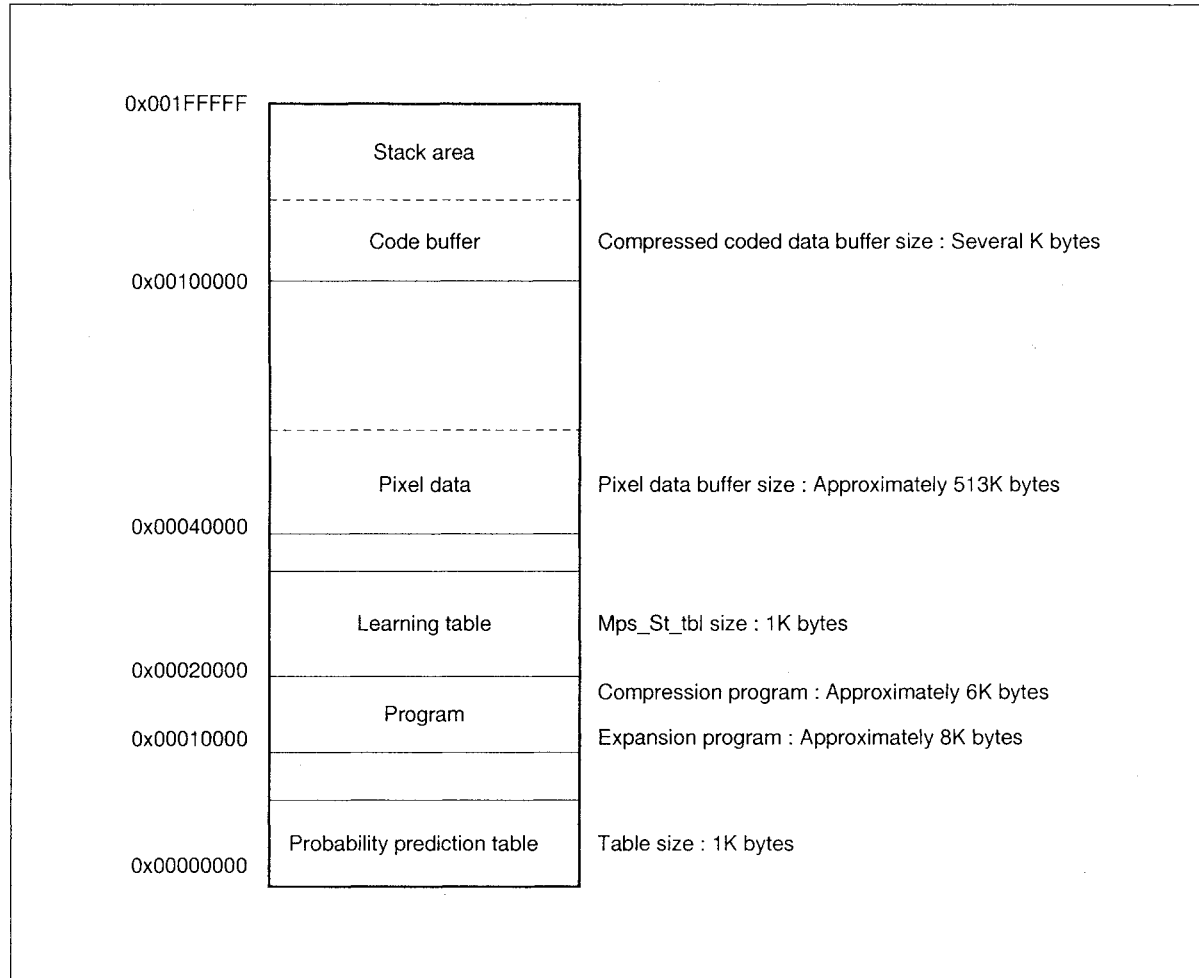 0x001FFFFF
Stack area
Code buffer
Compressed coded data buffer size : Several K bytes
0x00100000
Pixel data
Pixel data buffer size : Approximately 513K bytes
0x00040000
Learning table
Mps_St_tbl size : 1K bytes
0x00020000
Compression program : Approximately 6K bytes
Program
0x00010000
Expansion program : Approximately 8K bytes
Probability prediction table
Table size : 1K bytes
0x00000000